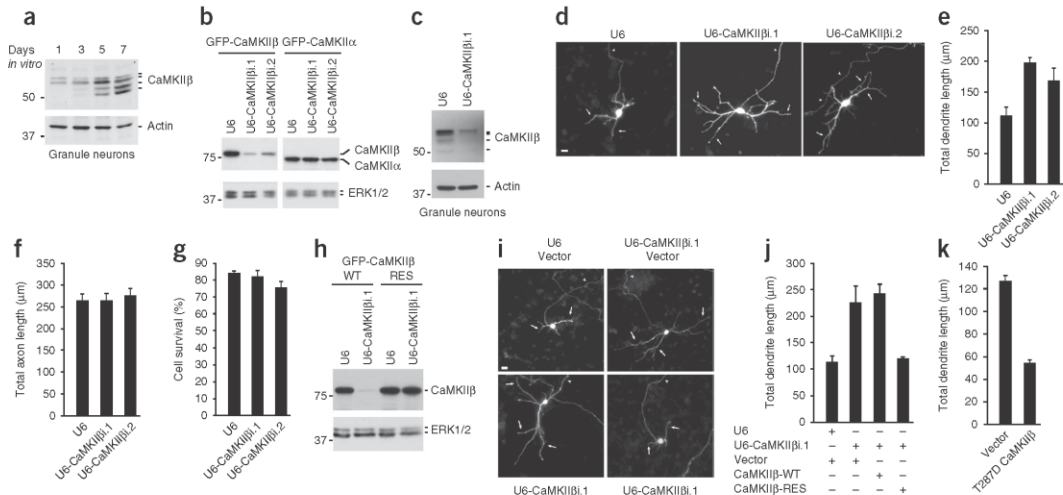 a
Days
in vitro
1 3 5 7
CaMKIIβ
50
Actin
37
Granule neurons
b
GFP-CaMKIIβ GFP-CaMKIIα
U6
U6-CaMKIIβi.1
U6-CaMKIIβi.2
U6
U6-CaMKIIβi.1
U6-CaMKIIβi.2
75
CaMKIIβ
CaMKIIα
37
ERK1/2
c
U6
U6-CaMKIIβi.1
CaMKIIβ
50
Actin
37
Granule neurons
d
U6 U6-CaMKIIβi.1 U6-CaMKIIβi.2
e
Total dendrite length (μm)
250
200
150
100
50
0
U6
U6-CaMKIIβi.1
U6-CaMKIIβi.2
f
Total axon length (μm)
350
300
250
200
150
100
50
0
U6
U6-CaMKIIβi.1
U6-CaMKIIβi.2
g
Cell survival (%)
90
80
70
60
50
40
30
20
10
0
U6
U6-CaMKIIβi.1
U6-CaMKIIβi.2
h
GFP-CaMKIIβ
WT RES
U6
U6-CaMKIIβi.1
U6
U6-CaMKIIβi.1
75
CaMKIIβ
37
ERK1/2
i
U6
Vector
U6-CaMKIIβi.1
Vector
U6-CaMKIIβi.1
U6-CaMKIIβi.1
j
Total dendrite length (μm)
300
250
200
150
100
50
0
U6 + – – –
U6-CaMKIIβi.1 – + + +
Vector + + – –
CaMKIIβ-WT – – + –
CaMKIIβ-RES – – – +
k
Total dendrite length (μm)
140
120
100
80
60
40
20
0
Vector
T287D CaMKIIβ